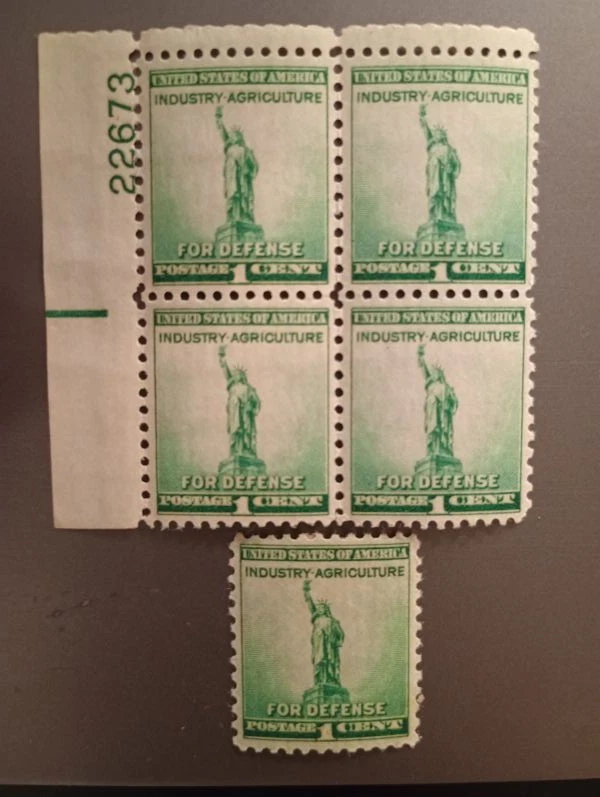 22673
UNITED STATES OF AMERICA
INDUSTRY-AGRICULTURE
FOR DEFENSE
POSTAGE 1 CENT
UNITED STATES OF AMERICA
INDUSTRY-AGRICULTURE
FOR DEFENSE
POSTAGE 1 CENT
UNITED STATES OF AMERICA
INDUSTRY-AGRICULTURE
FOR DEFENSE
POSTAGE 1 CENT
UNITED STATES OF AMERICA
INDUSTRY-AGRICULTURE
FOR DEFENSE
POSTAGE 1 CENT
UNITED STATES OF AMERICA
INDUSTRY-AGRICULTURE
FOR DEFENSE
POSTAGE 1 CENT